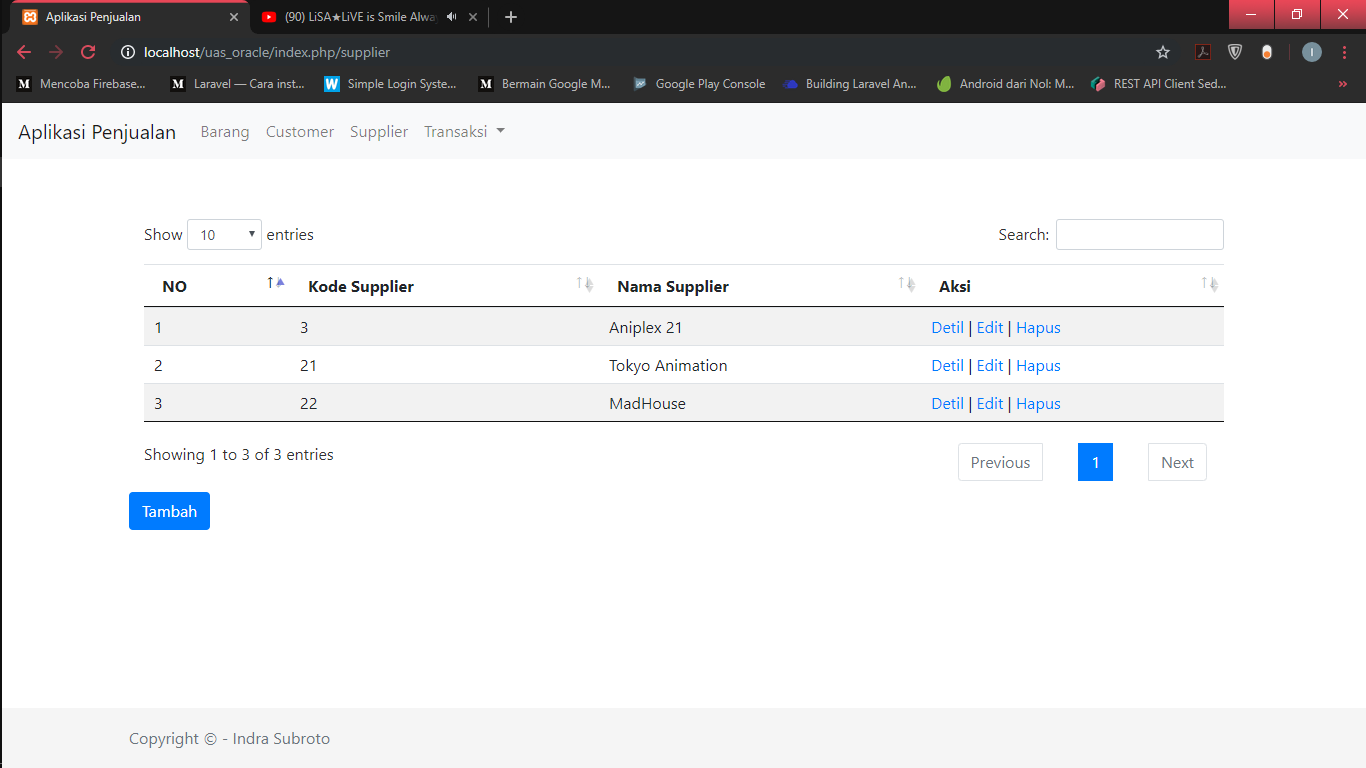 Aplikasi Penjualan
(90) LiSA★LiVE is Smile Alwa
localhost/uas_oracle/index.php/supplier
I
Mencoba Firebase...
Laravel — Cara inst...
Simple Login Syste...
Bermain Google M...
Google Play Console
Building Laravel An...
Android dari Nol: M...
REST API Client Sed...
Aplikasi Penjualan Barang Customer Supplier Transaksi
Show 10 entries
Search:
NO Kode Supplier Nama Supplier Aksi
1 3 Aniplex 21 Detil | Edit | Hapus
2 21 Tokyo Animation Detil | Edit | Hapus
3 22 MadHouse Detil | Edit | Hapus
Showing 1 to 3 of 3 entries
Previous 1 Next
Tambah
Copyright © - Indra Subroto